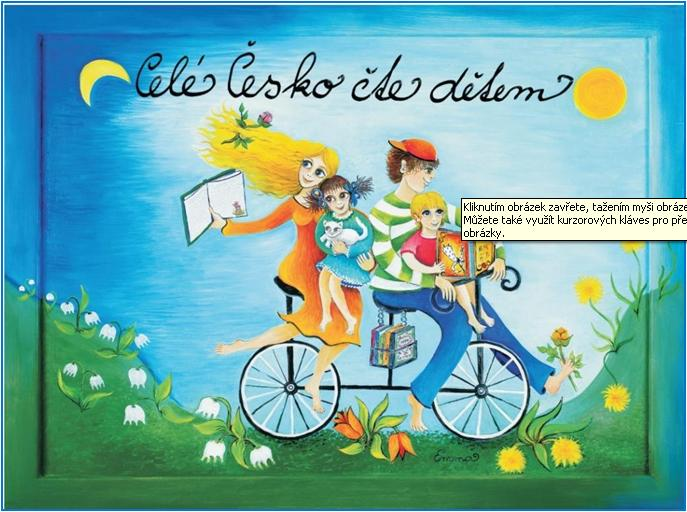 Celé Česko čte dětem
Kliknutím obrázek zavřete, tažením myši obráze
Můžete také využít kurzorových kláves pro pře
obrázky.
Emma